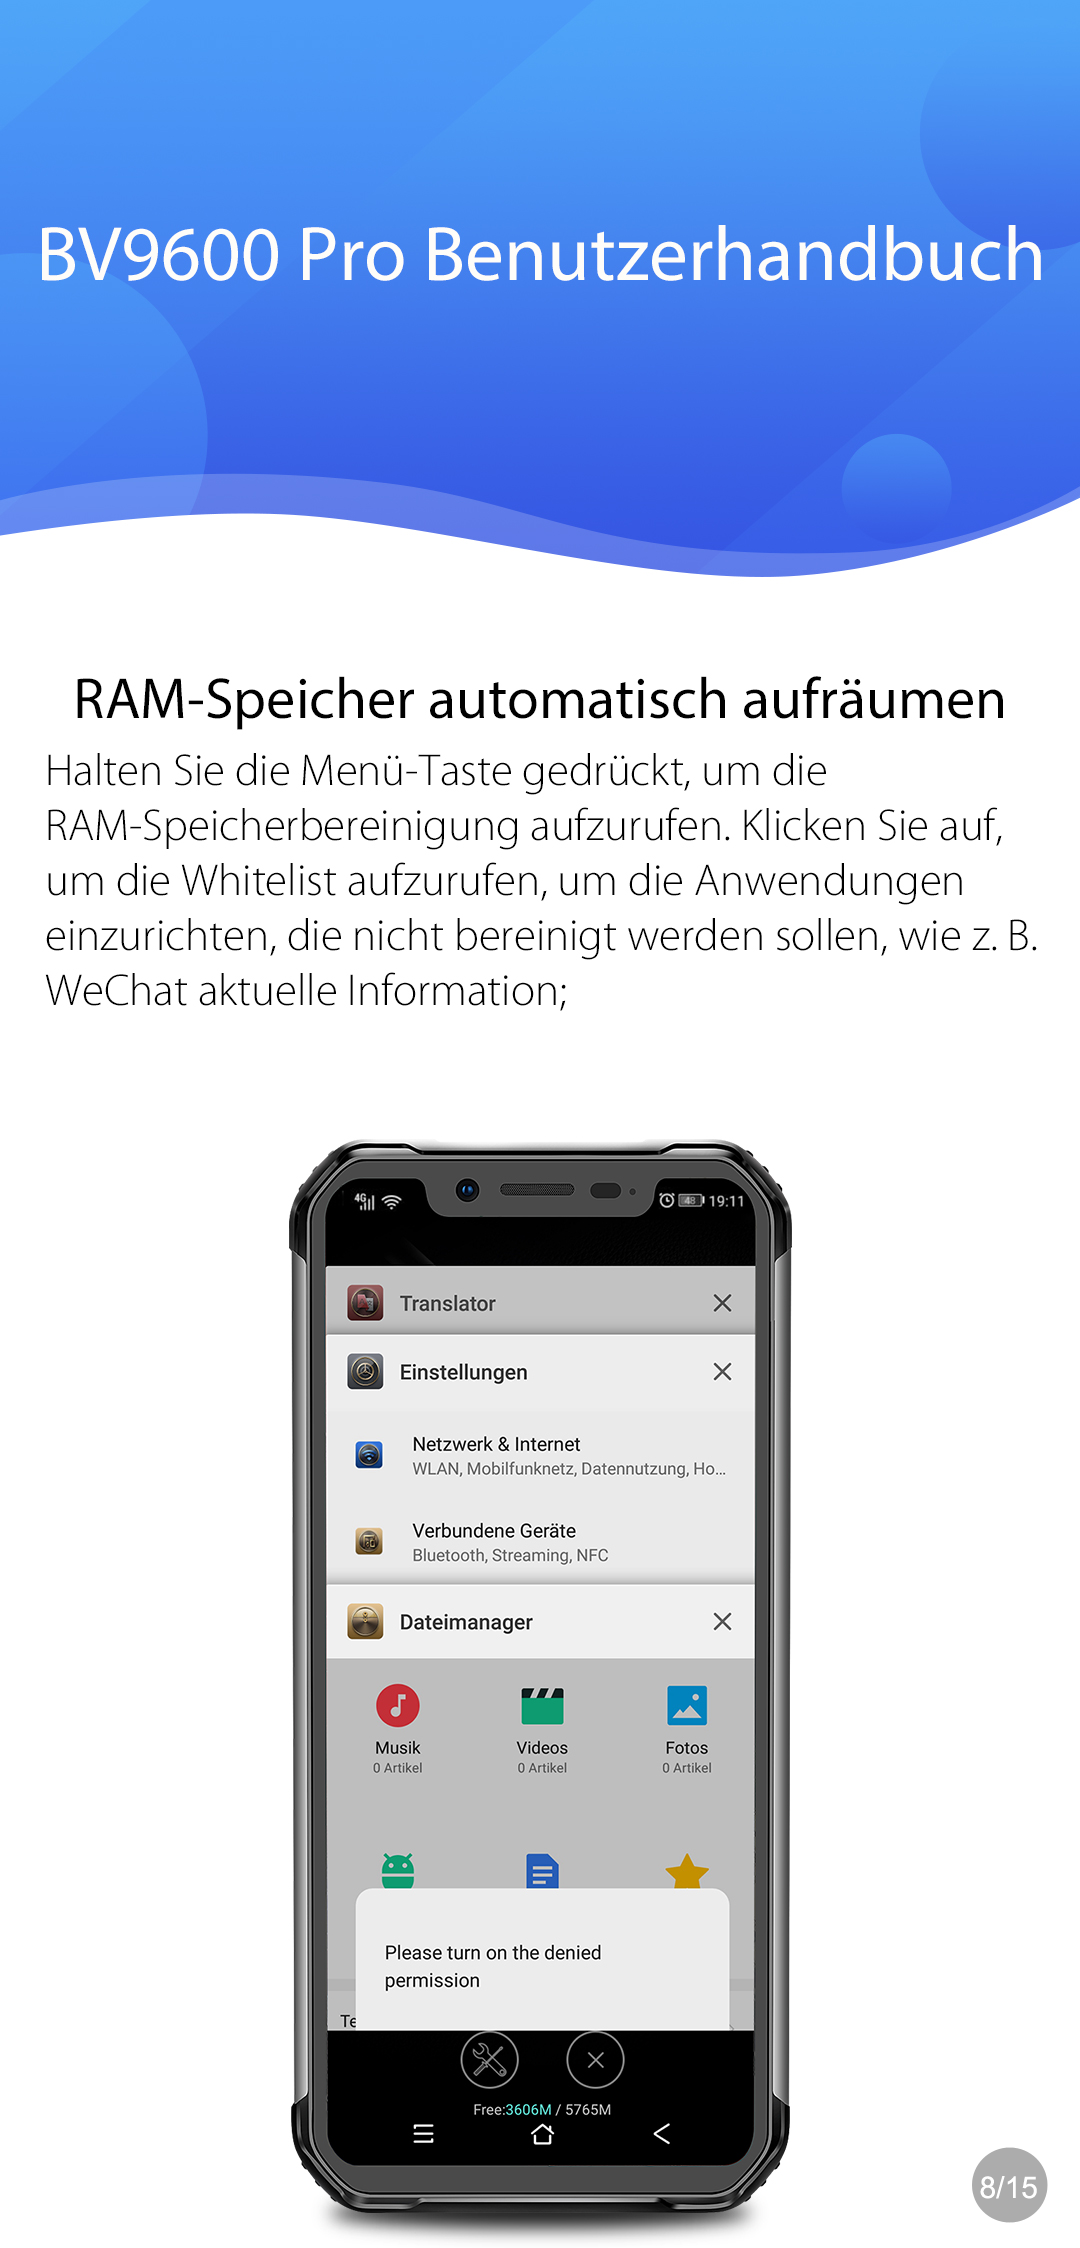 BV9600 Pro Benutzerhandbuch
RAM-Speicher automatisch aufräumen
Halten Sie die Menü-Taste gedrückt, um die
RAM-Speicherbereinigung aufzurufen. Klicken Sie auf,
um die Whitelist aufzurufen, um die Anwendungen
einzurichten, die nicht bereinigt werden sollen, wie z. B.
WeChat aktuelle Information;
4G 48 19:11
Translator
Einstellungen
Netzwerk & Internet
WLAN, Mobilfunknetz, Datennutzung, Ho...
Verbundene Geräte
Bluetooth, Streaming, NFC
Dateimanager
Musik Videos Fotos
0 Artikel 0 Artikel 0 Artikel
Please turn on the denied
permission
Te
Free:3606M / 5765M
8/15